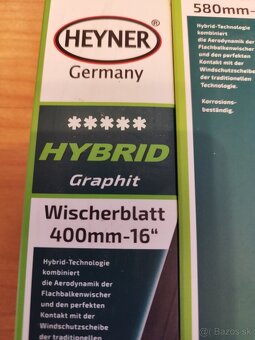 HEYNER®
Germany
HYBRID
Graphit
Wischerblatt
400mm-16"
Hybrid-Technologie
kombiniert
die Aerodynamik der
Flachbalkenwischer
und den perfekten
Kontakt mit der
Windschutzscheibe
der traditionellen
580mm-
Hybrid-Technologie
kombiniert
die Aerodynamik der
Flachbalkenwischer
und den perfekten
Kontakt mit der
Windschutzscheibe
der traditionellen
Technologie.
Korrosions-
beständig.
Bazos.sk